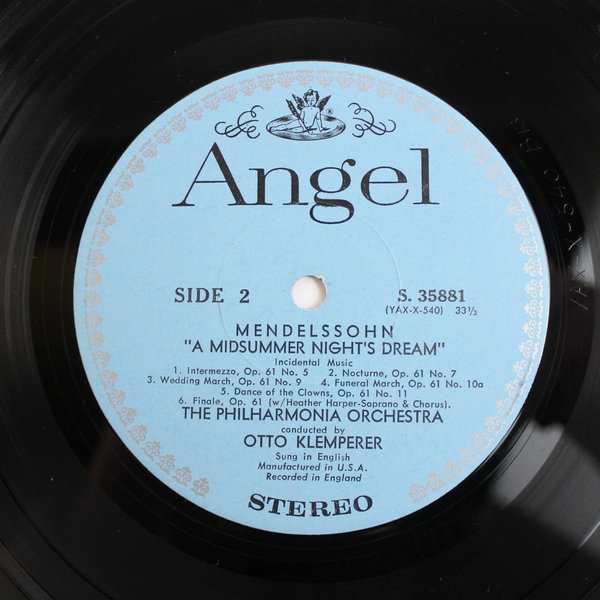 Angel
SIDE 2 S. 35881
(YAX-X-540) 33⅓
MENDELSSOHN
"A MIDSUMMER NIGHT'S DREAM"
Incidental Music
1. Intermezzo, Op. 61 No. 5 2. Nocturne, Op. 61 No. 7
3. Wedding March, Op. 61 No. 9 4. Funeral March, Op. 61 No. 10a
5. Dance of the Clowns, Op. 61 No. 11
6. Finale, Op. 61 (w/Heather Harper-Soprano & Chorus).
THE PHILHARMONIA ORCHESTRA
conducted by
OTTO KLEMPERER
Sung in English
Manufactured in U.S.A.
Recorded in England
STEREO